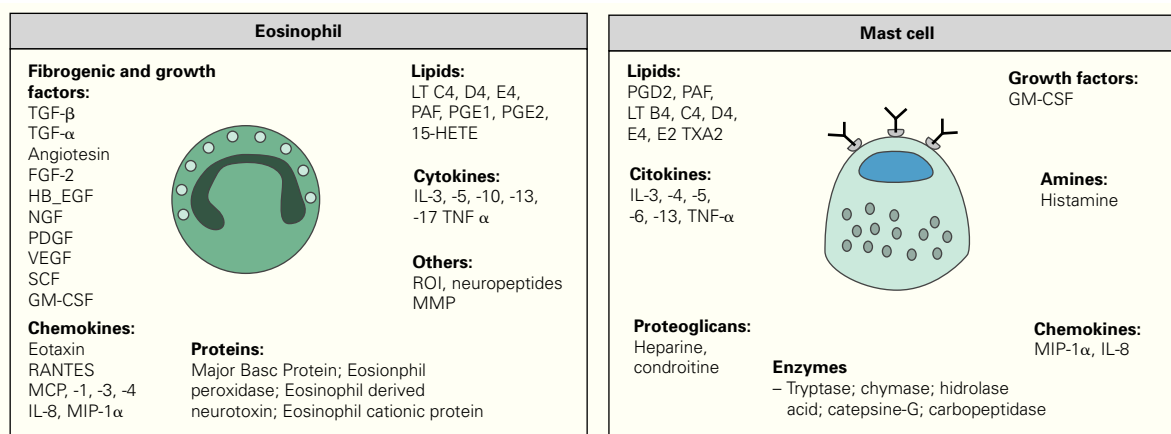 Eosinophil
Fibrogenic and growth
factors:
TGF-β
TGF-α
Angiotesin
FGF-2
HB_EGF
NGF
PDGF
VEGF
SCF
GM-CSF
Chemokines:
Eotaxin
RANTES
MCP, -1, -3, -4
IL-8, MIP-1α
Proteins:
Major Basc Protein; Eosionphil
peroxidase; Eosinophil derived
neurotoxin; Eosinophil cationic protein
Lipids:
LT C4, D4, E4,
PAF, PGE1, PGE2,
15-HETE
Cytokines:
IL-3, -5, -10, -13,
-17 TNF α
Others:
ROI, neuropeptides
MMP
Mast cell
Lipids:
PGD2, PAF,
LT B4, C4, D4,
E4, E2 TXA2
Citokines:
IL-3, -4, -5,
-6, -13, TNF-α
Proteoglicans:
Heparine,
condroitine
Enzymes
– Tryptase; chymase; hidrolase
acid; catepsine-G; carbopeptidase
Growth factors:
GM-CSF
Amines:
Histamine
Chemokines:
MIP-1α, IL-8